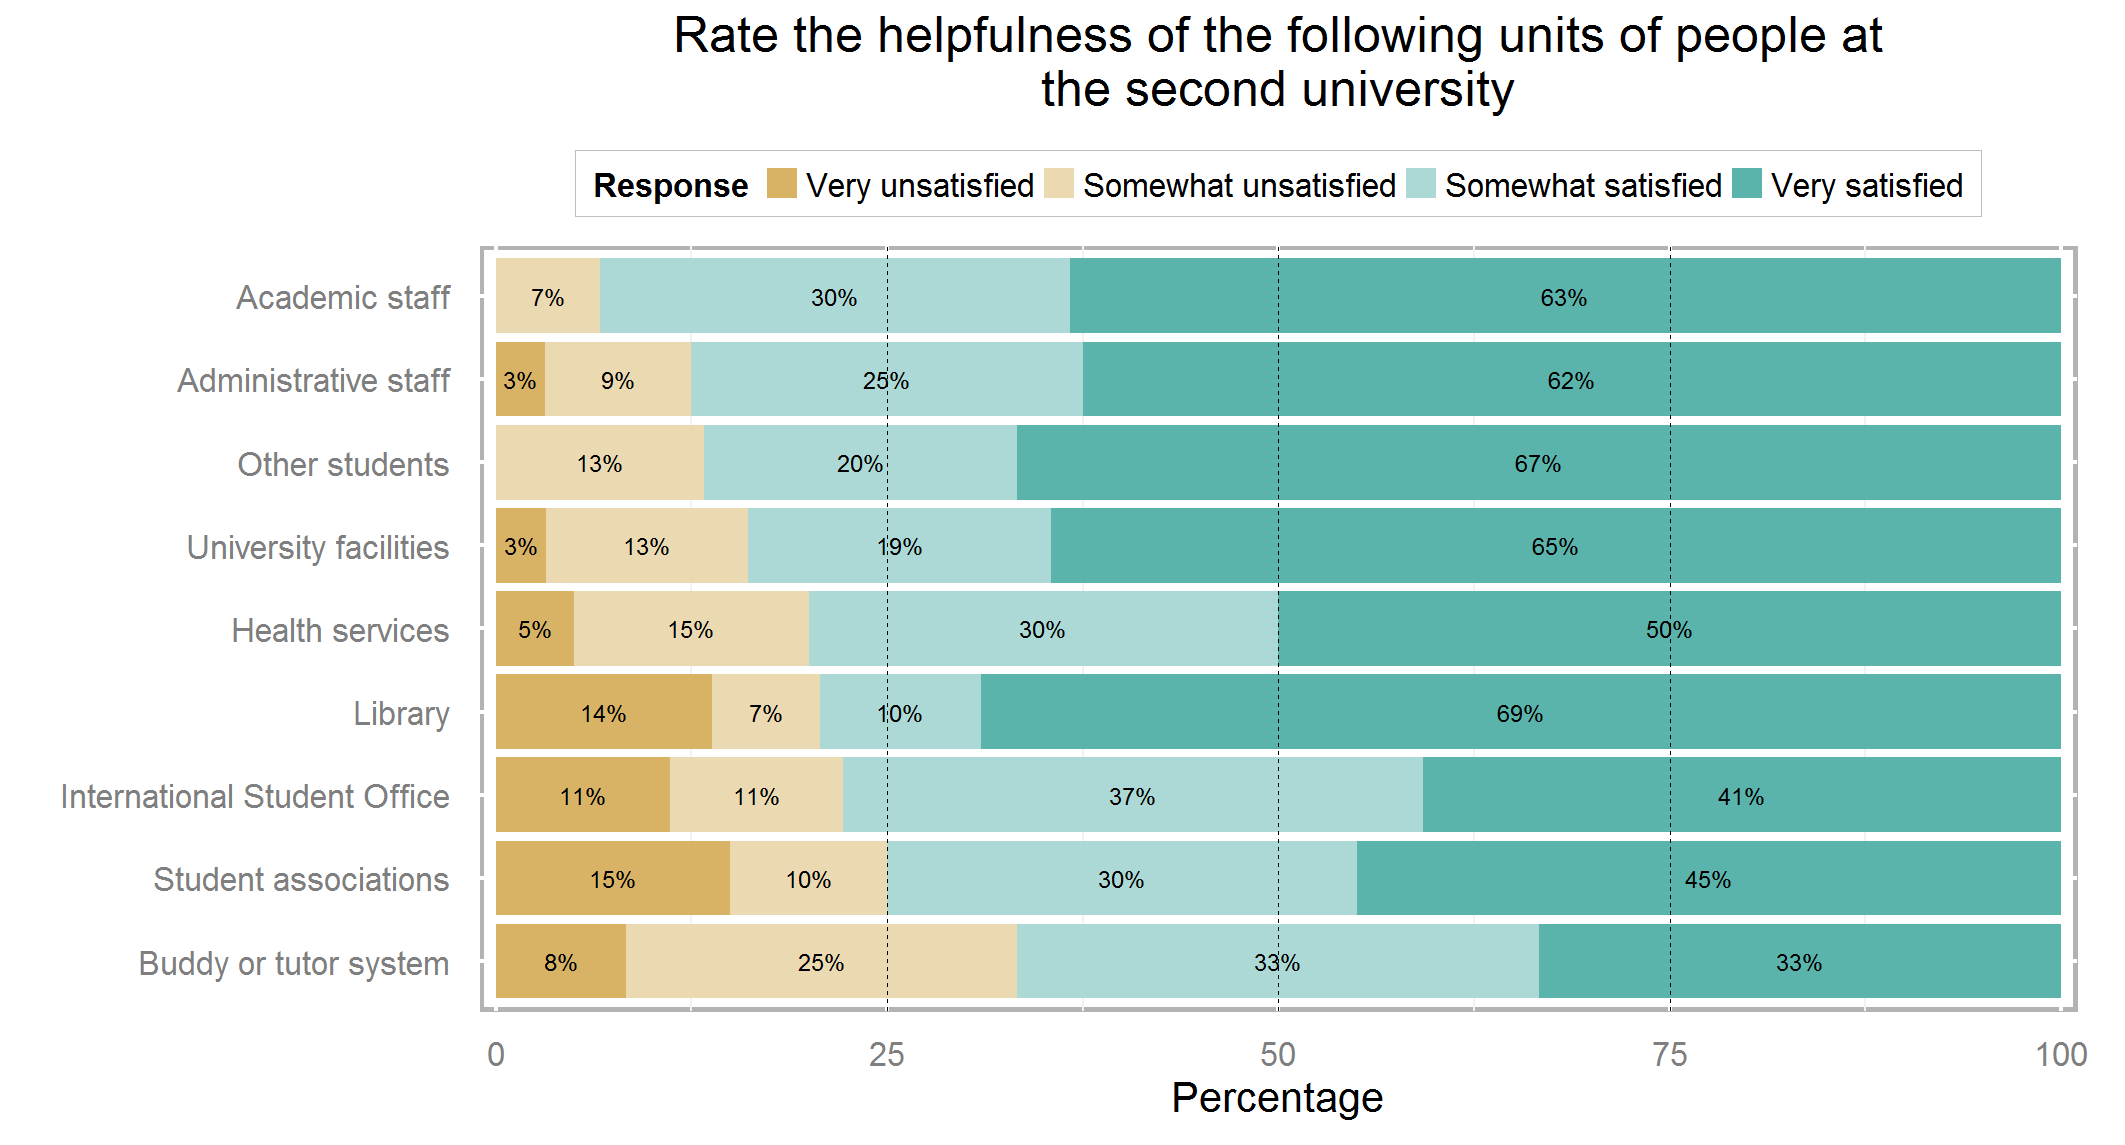 Rate the helpfulness of the following units of people at
the second university
Response Very unsatisfied Somewhat unsatisfied Somewhat satisfied Very satisfied
Academic staff 7% 30% 63%
Administrative staff 3% 9% 25% 62%
Other students 13% 20% 67%
University facilities 3% 13% 19% 65%
Health services 5% 15% 30% 50%
Library 14% 7% 10% 69%
International Student Office 11% 11% 37% 41%
Student associations 15% 10% 30% 45%
Buddy or tutor system 8% 25% 33% 33%
0 25 50 75 100
Percentage